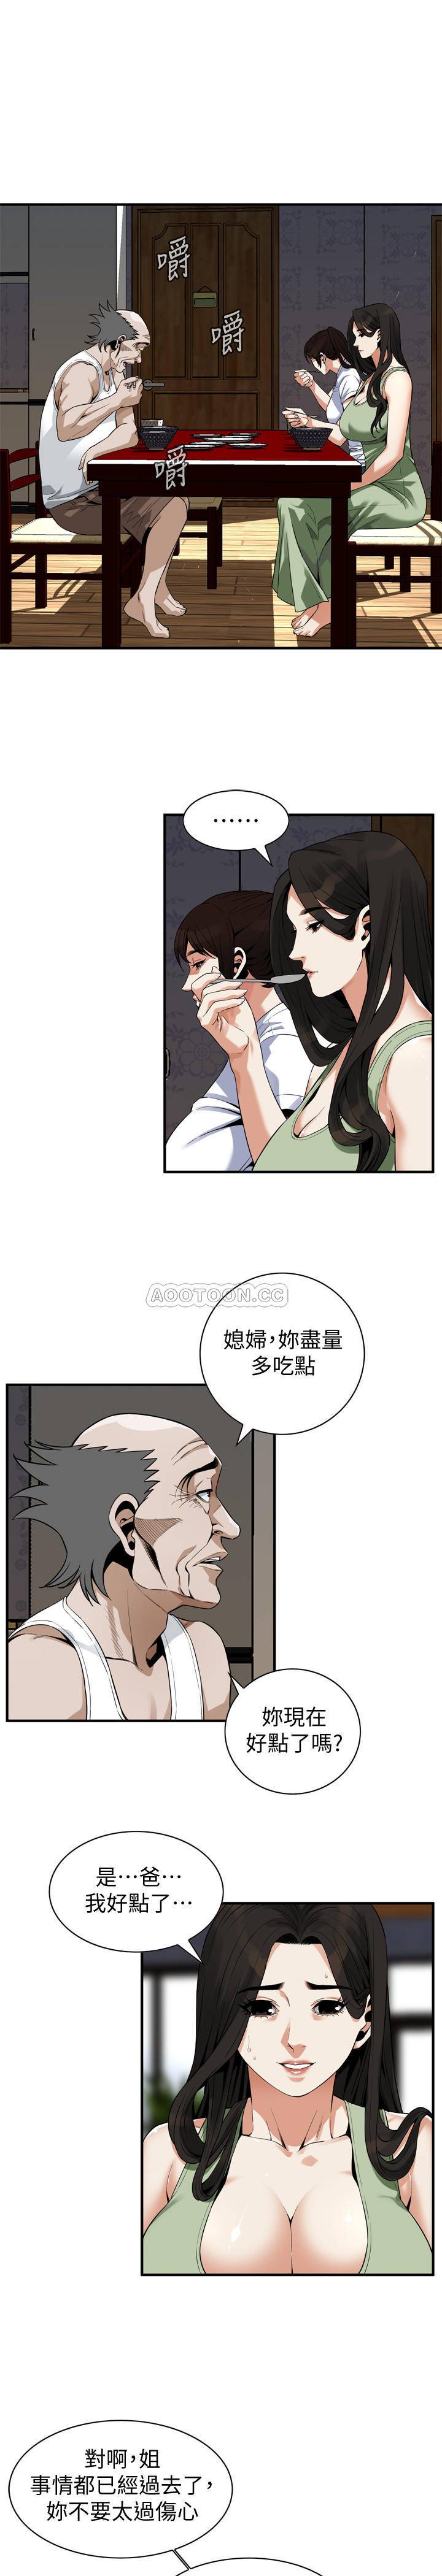 嚼
嚼
嚼
……
AOOTOON.CC
媳婦,妳盡量
多吃點
妳現在
好點了嗎?
是…爸…
我好點了…
對啊,姐
事情都已經過去了,
妳不要太過傷心